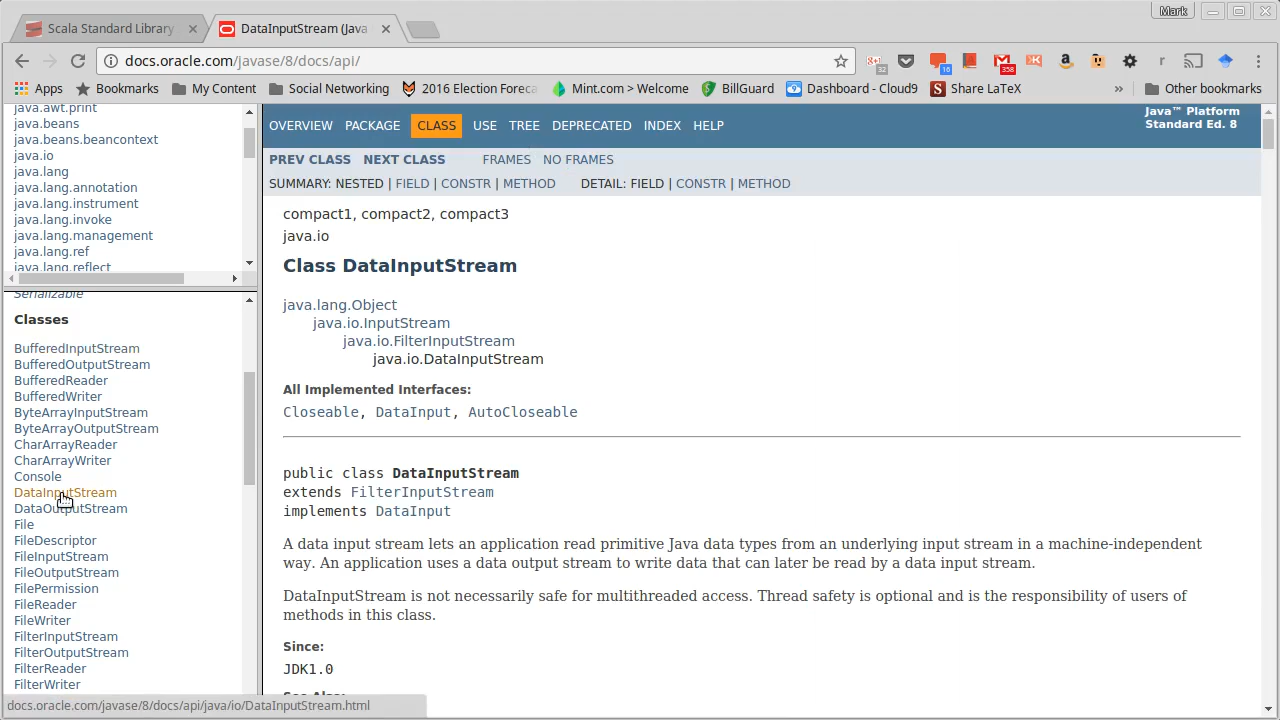 Mark
Scala Standard Library
DataInputStream (Java
docs.oracle.com/javase/8/docs/api/
32
16
358
r
Apps
Bookmarks
My Content
Social Networking
2016 Election Foreca
Mint.com > Welcome
BillGuard
Dashboard - Cloud9
Share LaTeX
»
Other bookmarks
java.awt.print
java.beans
java.beans.beancontext
java.io
java.lang
java.lang.annotation
java.lang.instrument
java.lang.invoke
java.lang.management
java.lang.ref
java.lang.reflect
Serializable
Classes
BufferedInputStream
BufferedOutputStream
BufferedReader
BufferedWriter
ByteArrayInputStream
ByteArrayOutputStream
CharArrayReader
CharArrayWriter
Console
DataInputStream
DataOutputStream
File
FileDescriptor
FileInputStream
FileOutputStream
FilePermission
FileReader
FileWriter
FilterInputStream
FilterOutputStream
FilterReader
FilterWriter
docs.oracle.com/javase/8/docs/api/java/io/DataInputStream.html
OVERVIEW PACKAGE CLASS USE TREE DEPRECATED INDEX HELP
Java™ Platform
Standard Ed. 8
PREV CLASS NEXT CLASS FRAMES NO FRAMES
SUMMARY: NESTED | FIELD | CONSTR | METHOD DETAIL: FIELD | CONSTR | METHOD
compact1, compact2, compact3
java.io
Class DataInputStream
java.lang.Object
java.io.InputStream
java.io.FilterInputStream
java.io.DataInputStream
All Implemented Interfaces:
Closeable, DataInput, AutoCloseable
public class DataInputStream
extends FilterInputStream
implements DataInput
A data input stream lets an application read primitive Java data types from an underlying input stream in a machine-independent
way. An application uses a data output stream to write data that can later be read by a data input stream.
DataInputStream is not necessarily safe for multithreaded access. Thread safety is optional and is the responsibility of users of
methods in this class.
Since:
JDK1.0
See Also: